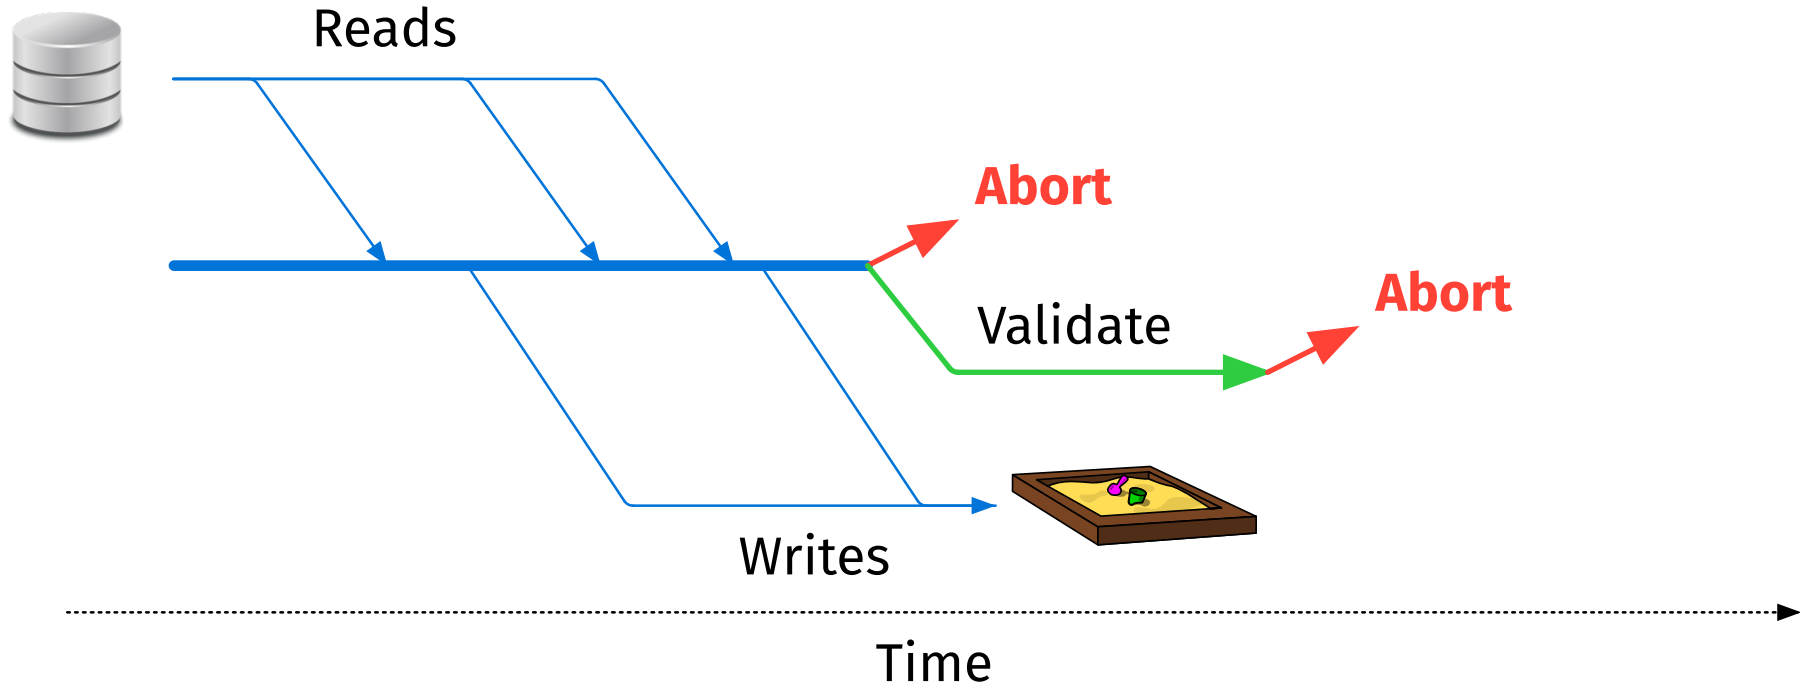 Reads
Abort
Abort
Validate
Writes
Time